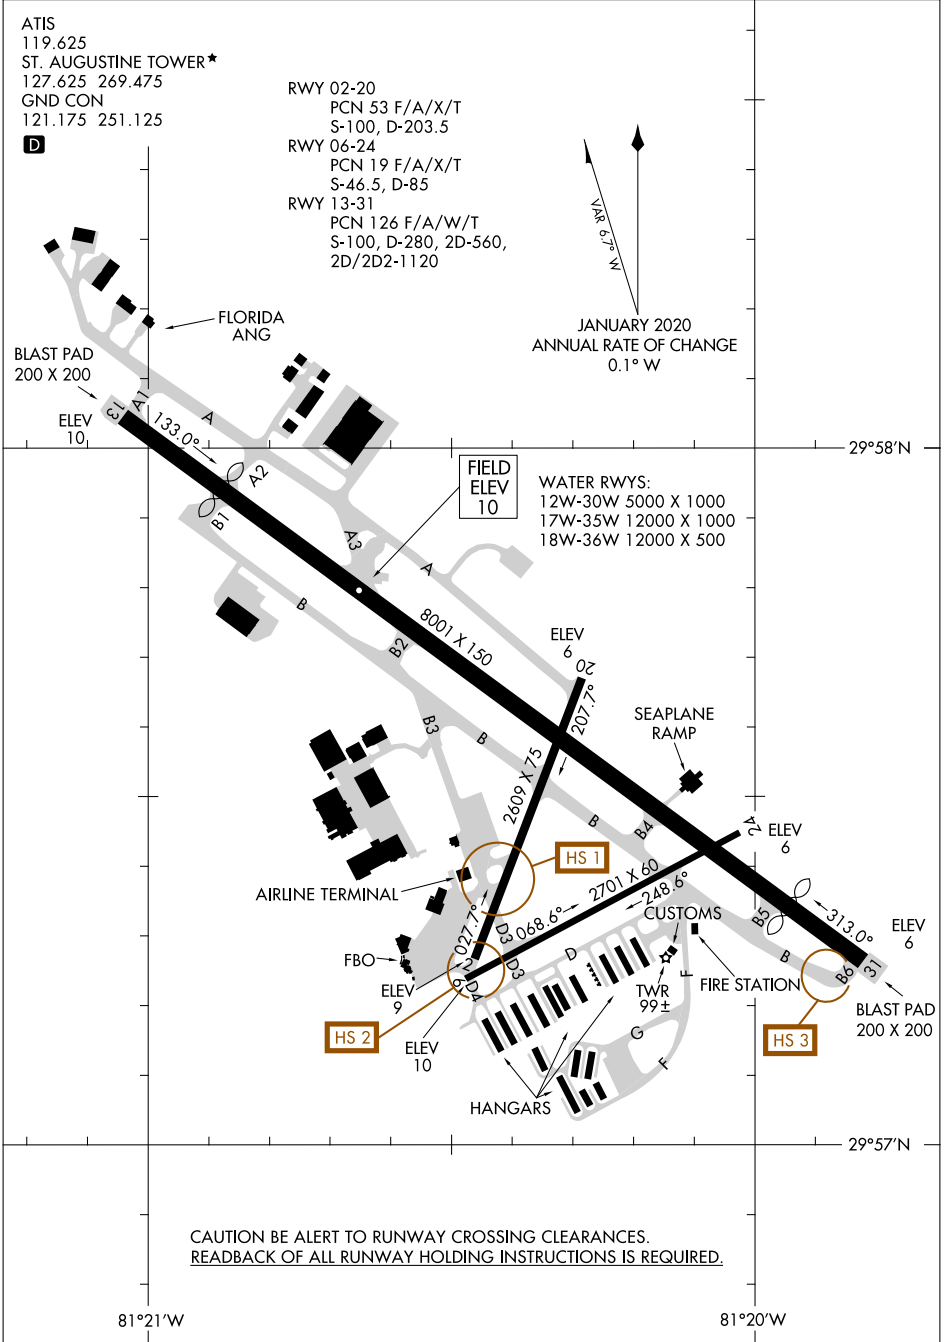 ATIS
119.625
ST. AUGUSTINE TOWER★
127.625 269.475
GND CON
121.175 251.125
D
RWY 02-20
PCN 53 F/A/X/T
S-100, D-203.5
RWY 06-24
PCN 19 F/A/X/T
S-46.5, D-85
RWY 13-31
PCN 126 F/A/W/T
S-100, D-280, 2D-560,
2D/2D2-1120
VAR 6.7° W
JANUARY 2020
ANNUAL RATE OF CHANGE
0.1° W
FLORIDA
ANG
BLAST PAD
200 X 200
ELEV
10
13
A1
133.0°
A
A2
B1
29°58'N
FIELD
ELEV
10
WATER RWYS:
12W-30W 5000 X 1000
17W-35W 12000 X 1000
18W-36W 12000 X 500
A3
A
B
8001 X 150
B2
ELEV
6
20
207.7°
B3
B
SEAPLANE
RAMP
2609 X 75
B
B4
24
ELEV
6
HS 1
AIRLINE TERMINAL
2701 X 60
248.6°
068.6°
027.7°
CUSTOMS
B5
313.0°
ELEV
6
D3
D3
D
B
B6
31
FBO
2
6
D4
ELEV
9
F
TWR
99±
FIRE STATION
BLAST PAD
200 X 200
HS 2
ELEV
10
G
F
HS 3
HANGARS
29°57'N
CAUTION BE ALERT TO RUNWAY CROSSING CLEARANCES.
READBACK OF ALL RUNWAY HOLDING INSTRUCTIONS IS REQUIRED.
81°21'W
81°20'W